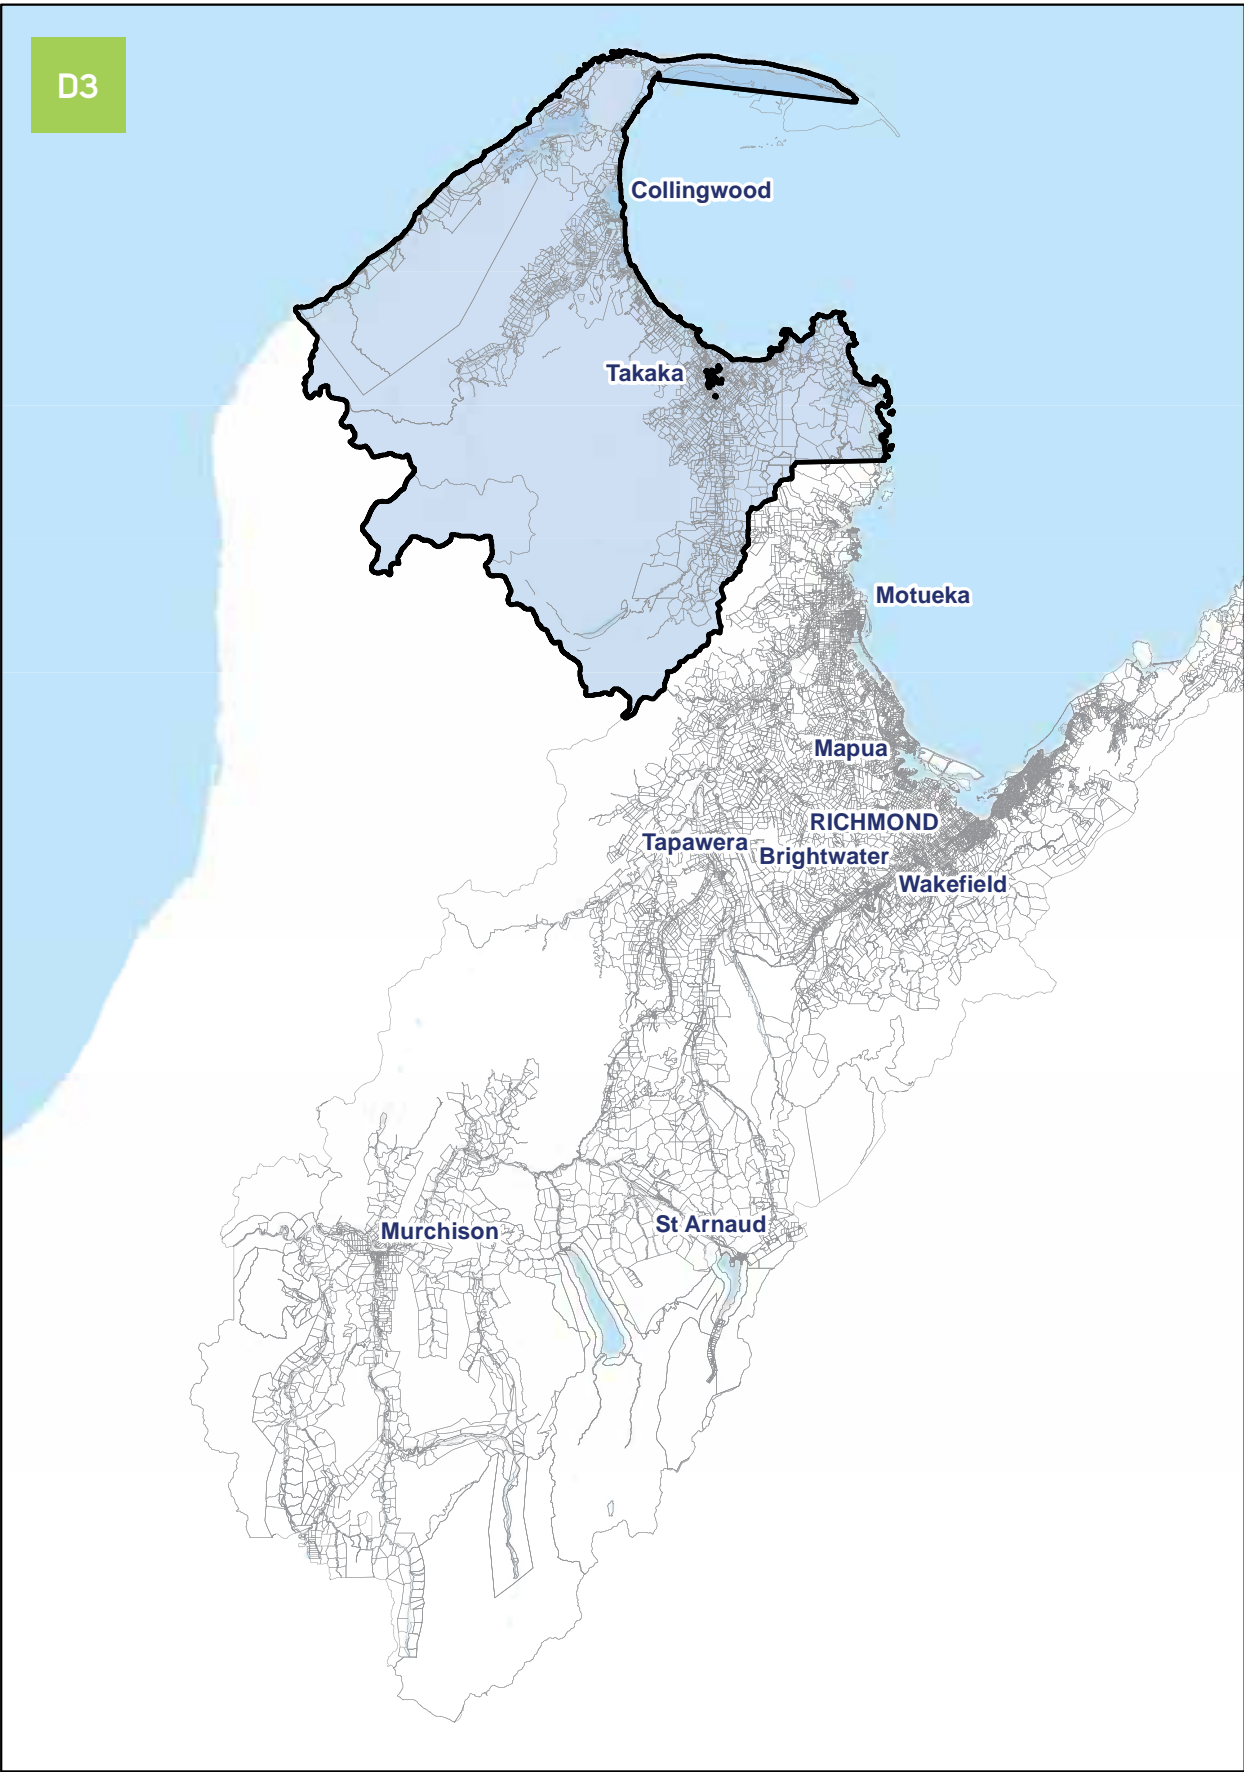 D3
Collingwood
Takaka
Motueka
Mapua
RICHMOND
Tapawera
Brightwater
Wakefield
St Arnaud
Murchison